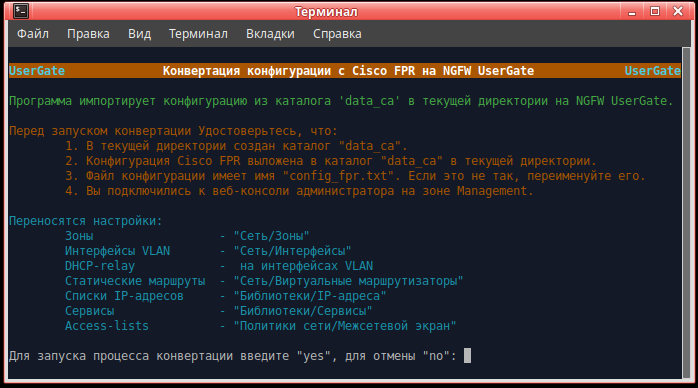 Терминал
Файл Правка Вид Терминал Вкладки Справка
UserGate Конвертация конфигурации с Cisco FPR на NGFW UserGate UserGate
Программа импортирует конфигурацию из каталога 'data_ca' в текущей директории на NGFW UserGate.
Перед запуском конвертации Удостоверьтесь, что:
1. В текущей директории создан каталог "data_ca".
2. Конфигурация Cisco FPR выложена в каталог "data_ca" в текущей директории.
3. Файл конфигурации имеет имя "config_fpr.txt". Если это не так, переименуйте его.
4. Вы подключились к веб-консоли администратора на зоне Management.
Переносятся настройки:
Зоны - "Сеть/Зоны"
Интерфейсы VLAN - "Сеть/Интерфейсы"
DHCP-relay - на интерфейсах VLAN
Статические маршруты - "Сеть/Виртуальные маршрутизаторы"
Списки IP-адресов - "Библиотеки/IP-адреса"
Сервисы - "Библиотеки/Сервисы"
Access-lists - "Политики сети/Межсетевой экран"
Для запуска процесса конвертации введите "yes", для отмены "no":